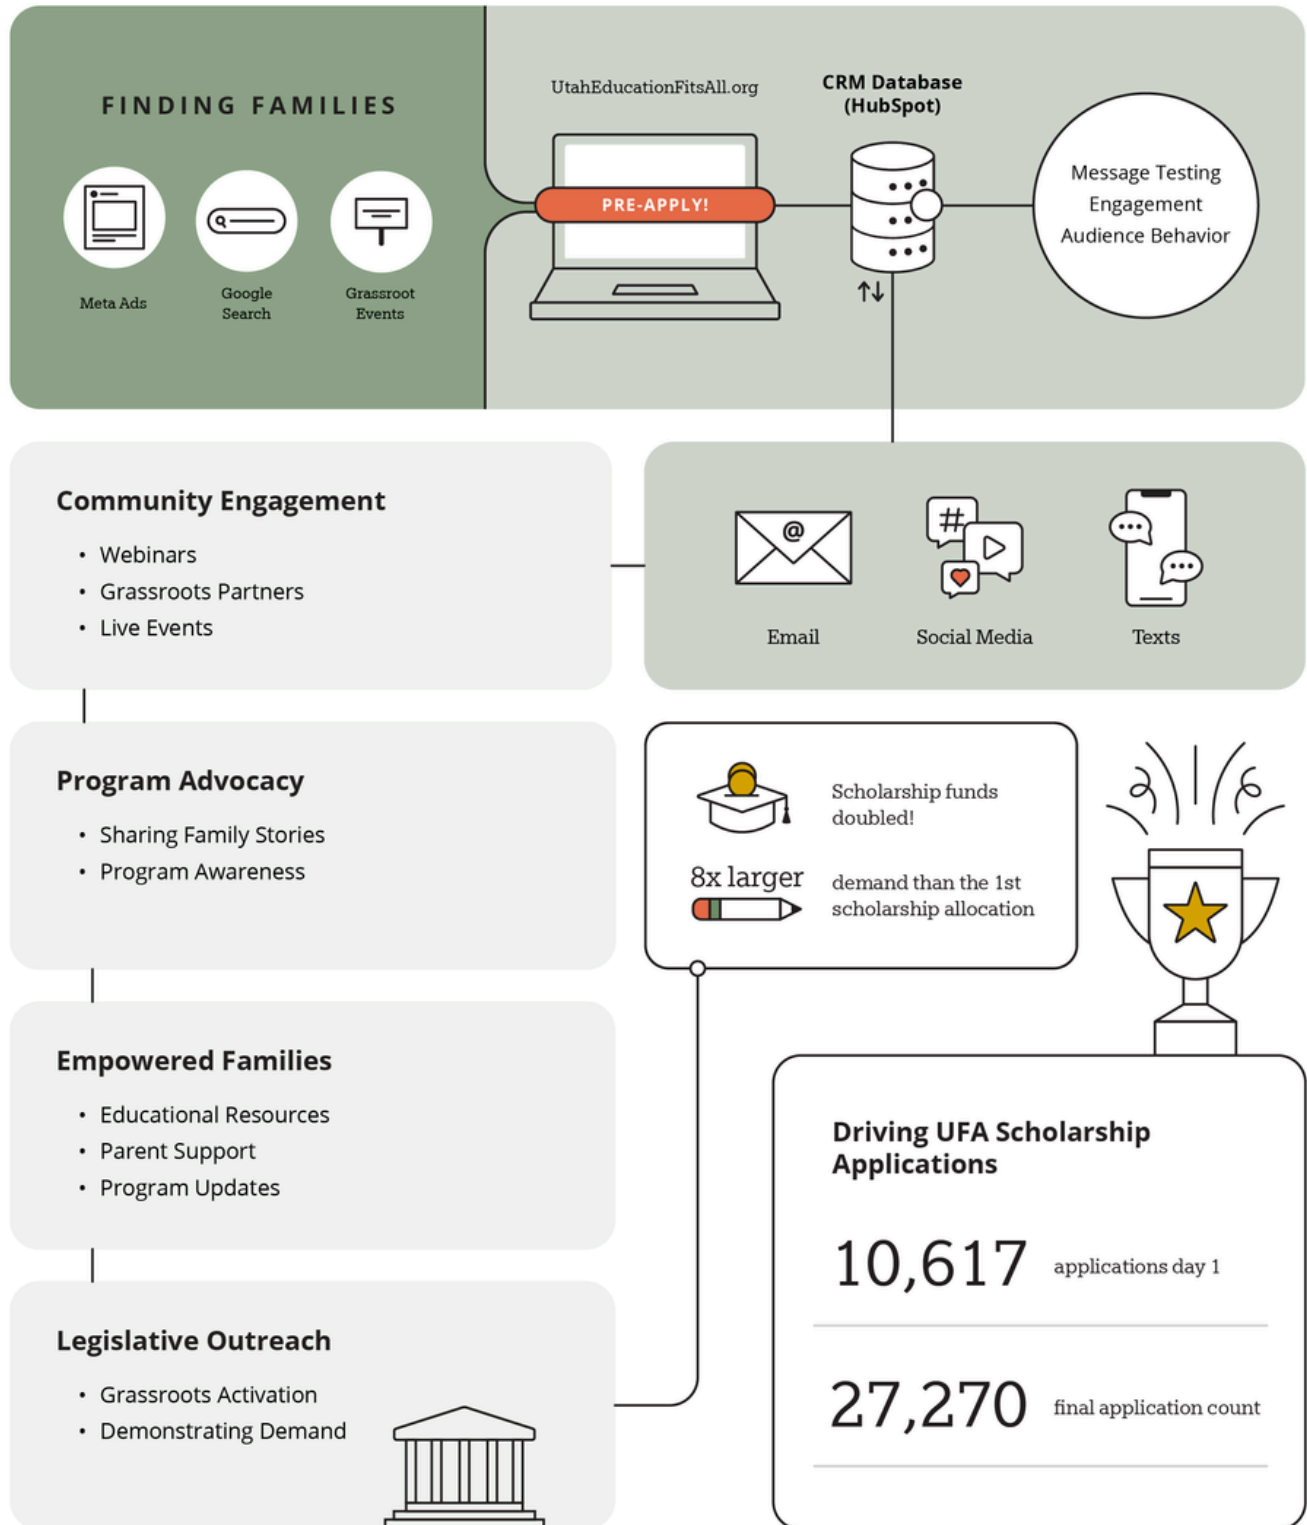 FINDING FAMILIES
Meta Ads
Google
Search
Grassroot
Events
UtahEducationFitsAll.org
PRE-APPLY!
CRM Database
(HubSpot)
Message Testing
Engagement
Audience Behavior
Community Engagement
• Webinars
• Grassroots Partners
• Live Events
@
Email
#
Social Media
Texts
Program Advocacy
• Sharing Family Stories
• Program Awareness
Scholarship funds
doubled!
8x larger
demand than the 1st
scholarship allocation
Empowered Families
• Educational Resources
• Parent Support
• Program Updates
Legislative Outreach
• Grassroots Activation
• Demonstrating Demand
Driving UFA Scholarship
Applications
10,617 applications day 1
27,270 final application count